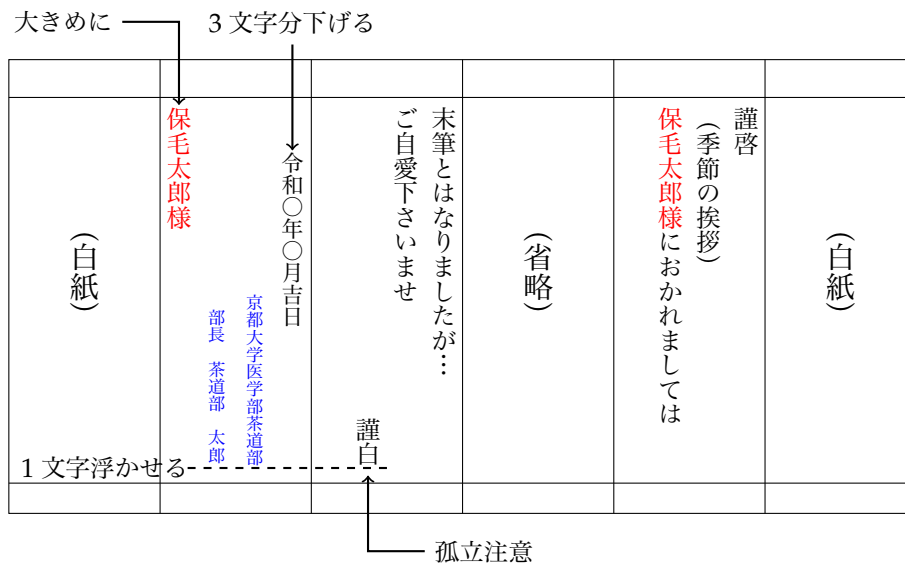 大きめに
3文字分下げる
(白紙)
謹啓
(季節の挨拶)
保毛太郎様におかれましては
(省略)
末筆とはなりましたが…
ご自愛下さいませ
謹白
令和〇年〇月吉日
京都大学医学部茶道部
部長　茶道部　太郎
保毛太郎様
(白紙)
1文字浮かせる
孤立注意